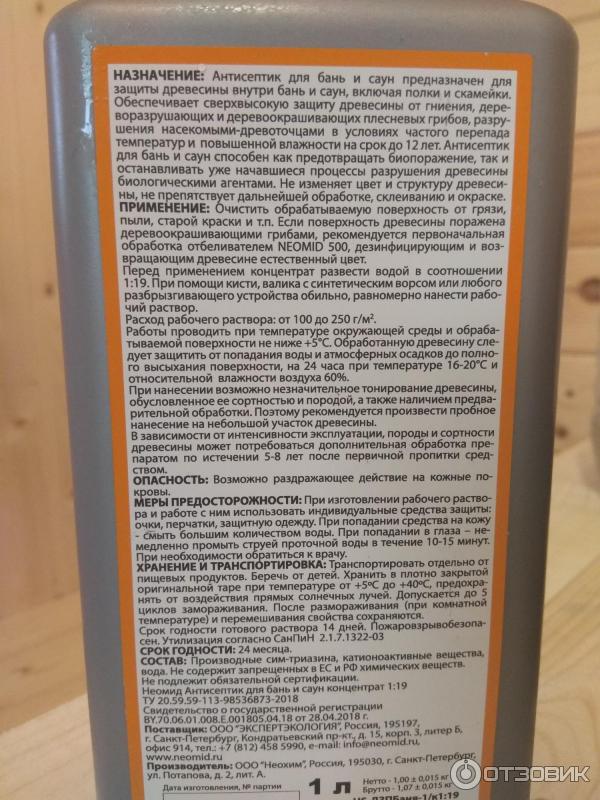 НАЗНАЧЕНИЕ: Антисептик для бань и саун предназначен для
защиты древесины внутри бань и саун, включая полки и скамейки.
Обеспечивает сверхвысокую защиту древесины от гниения, дере-
воразрушающих и деревоокрашивающих плесневых грибов, разру-
шения насекомыми-древоточцами в условиях частого перепада
температур и повышенной влажности на срок до 12 лет. Антисептик
для бань и саун способен как предотвращать биопоражение, так и
останавливать уже начавшиеся процессы разрушения древесины
биологическими агентами. Не изменяет цвет и структуру древеси-
ны, не препятствует дальнейшей обработке, склеиванию и окраске.
ПРИМЕНЕНИЕ: Очистить обрабатываемую поверхность от грязи,
пыли, старой краски и т.п. Если поверхность древесины поражена
деревоокрашивающими грибами, рекомендуется первоначальная
обработка отбеливателем NEOMID 500, дезинфицирующим и воз-
вращающим древесине естественный цвет.
Перед применением концентрат развести водой в соотношении
1:19. При помощи кисти, валика с синтетическим ворсом или любого
разбрызгивающего устройства обильно, равномерно нанести рабо-
чий раствор.
Расход рабочего раствора: от 100 до 250 г/м².
Работы проводить при температуре окружающей среды и обраба-
тываемой поверхности не ниже +5°С. Обработанную древесину сле-
дует защитить от попадания воды и атмосферных осадков до полно-
го высыхания поверхности, на 24 часа при температуре 16-20°С и
относительной влажности воздуха 60%.
При нанесении возможно незначительное тонирование древесины,
обусловленное ее сортностью и породой, а также наличием предва-
рительной обработки. Поэтому рекомендуется произвести пробное
нанесение на небольшой участок древесины.
В зависимости от интенсивности эксплуатации, породы и сортности
древесины может потребоваться дополнительная обработка пре-
паратом по истечении 5-8 лет после первичной пропитки сред-
ством.
ОПАСНОСТЬ: Возможно раздражающее действие на кожные по-
кровы.
МЕРЫ ПРЕДОСТОРОЖНОСТИ: При изготовлении рабочего раство-
ра и работе с ним использовать индивидуальные средства защиты:
очки, перчатки, защитную одежду. При попадании средства на кожу
- смыть большим количеством воды. При попадании в глаза – не-
медленно промыть струей проточной воды в течение 10-15 минут.
При необходимости обратиться к врачу.
ХРАНЕНИЕ И ТРАНСПОРТИРОВКА: Транспортировать отдельно от
пищевых продуктов. Беречь от детей. Хранить в плотно закрытой
оригинальной таре при температуре от +5ºС до +40ºС, предохра-
нять от воздействия прямых солнечных лучей. Допускается до 5
циклов замораживания. После размораживания (при комнатной
температуре) и перемешивания свойства сохраняются.
Срок годности готового раствора 14 дней. Пожаровзрывобезопа-
сен. Утилизация согласно СанПиН 2.1.7.1322-03
СРОК ГОДНОСТИ: 24 месяца.
СОСТАВ: Производные сим-триазина, катионоактивные вещества,
вода. Не содержит запрещенных в ЕС и РФ химических веществ.
Не подлежит обязательной сертификации.
Неомид Антисептик для бань и саун концентрат 1:19
ТУ 20.59.59-113-98536873-2018
Свидетельство о государственной регистрации
BY.70.06.01.008.E.001805.04.18 от 28.04.2018 г.
Поставщик: ООО "ЭКСПЕРТЭКОЛОГИЯ", Россия, 195197,
г. Санкт-Петербург, Кондратьевский пр-кт, д. 15, корп. 3, литер Б,
офис 914, тел.: +7 (812) 458 5990, e-mail: info@neomid.ru,
www.neomid.ru
Производитель: ООО «Неохим», Россия, 195030, г. Санкт-Петербург,
ул. Потапова, д. 2, лит. А.
Дата изготовления, № партии
1 л
Нетто - 1,00 ± 0,015 кг
Брутто - 1,07 ± 0,015 кг
ОТЗОВИК